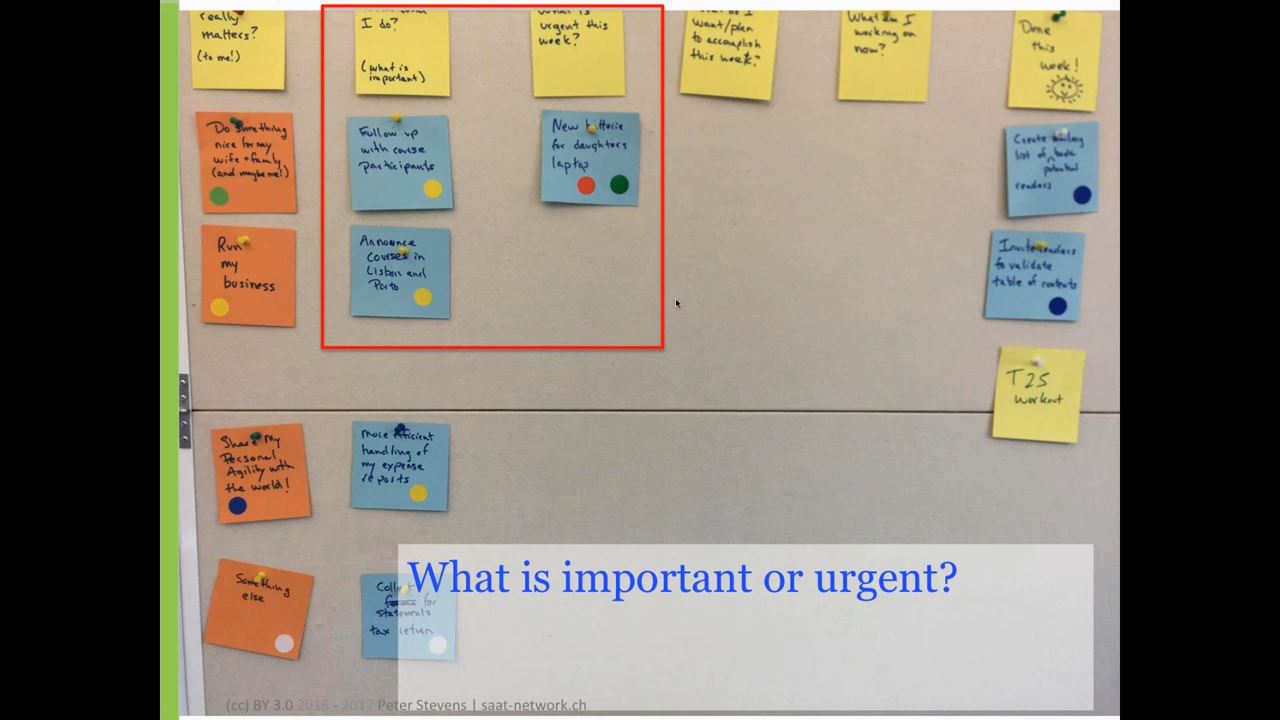 really
matters?
(to me!)
I do?
(what is
important)
urgent this
week?
want/plan
to accomplish
this week?
What am I
working on
now?
Done
this
week!
Do something
nice for my
wife + family
(and maybe me!)
Follow up
with course
participants
New
for daughters
laptop
Create mailing
list of
potential
readers
Run
my
business
Announce
courses in
Lisbon and
Porto
Invite readers
to validate
table of contents
T25
Workout
Share My
Personal
Agility with
the world!
more efficient
handling of
my expense
reports
Something
else
for
statements
tax return
What is important or urgent?
(cc) BY 3.0 2016 - 2017 Peter Stevens | saat-network.ch